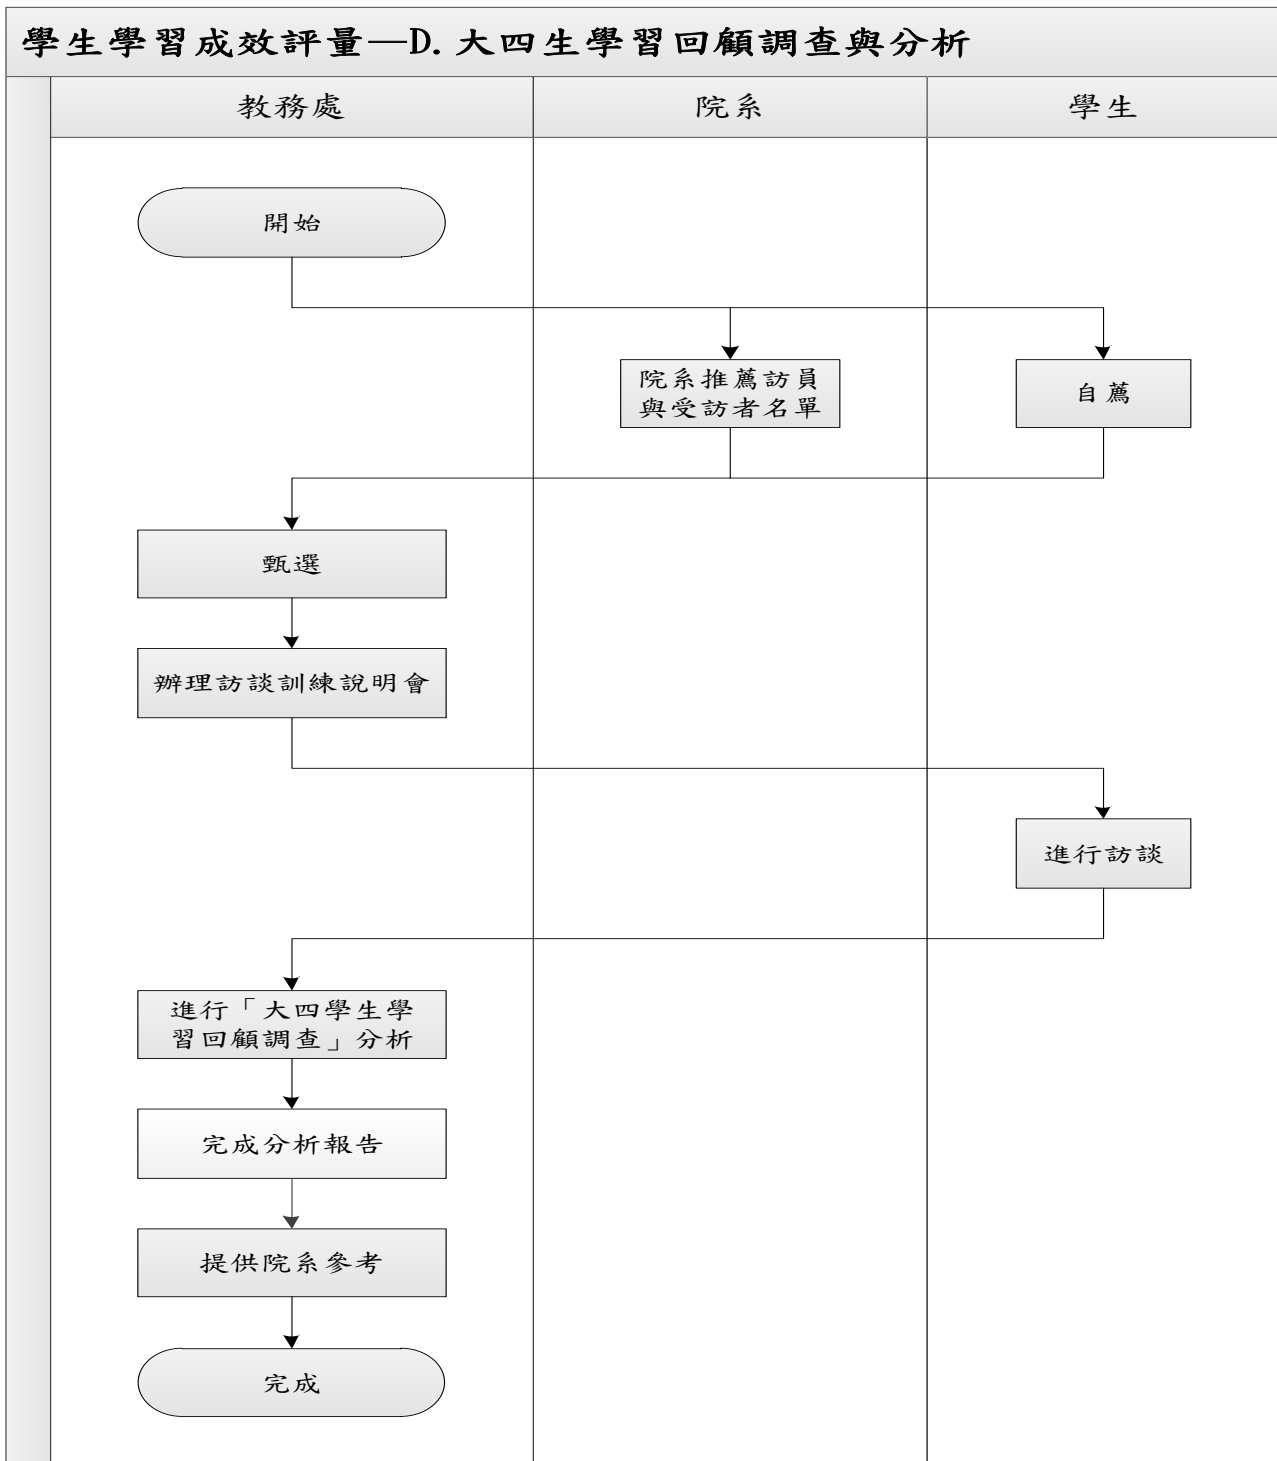 學生學習成效評量—D. 大四生學習回顧調查與分析
教務處
院系
學生
開始
院系推薦訪員
與受訪者名單
自薦
甄選
辦理訪談訓練說明會
進行訪談
進行「大四學生學
習回顧調查」分析
完成分析報告
提供院系參考
完成